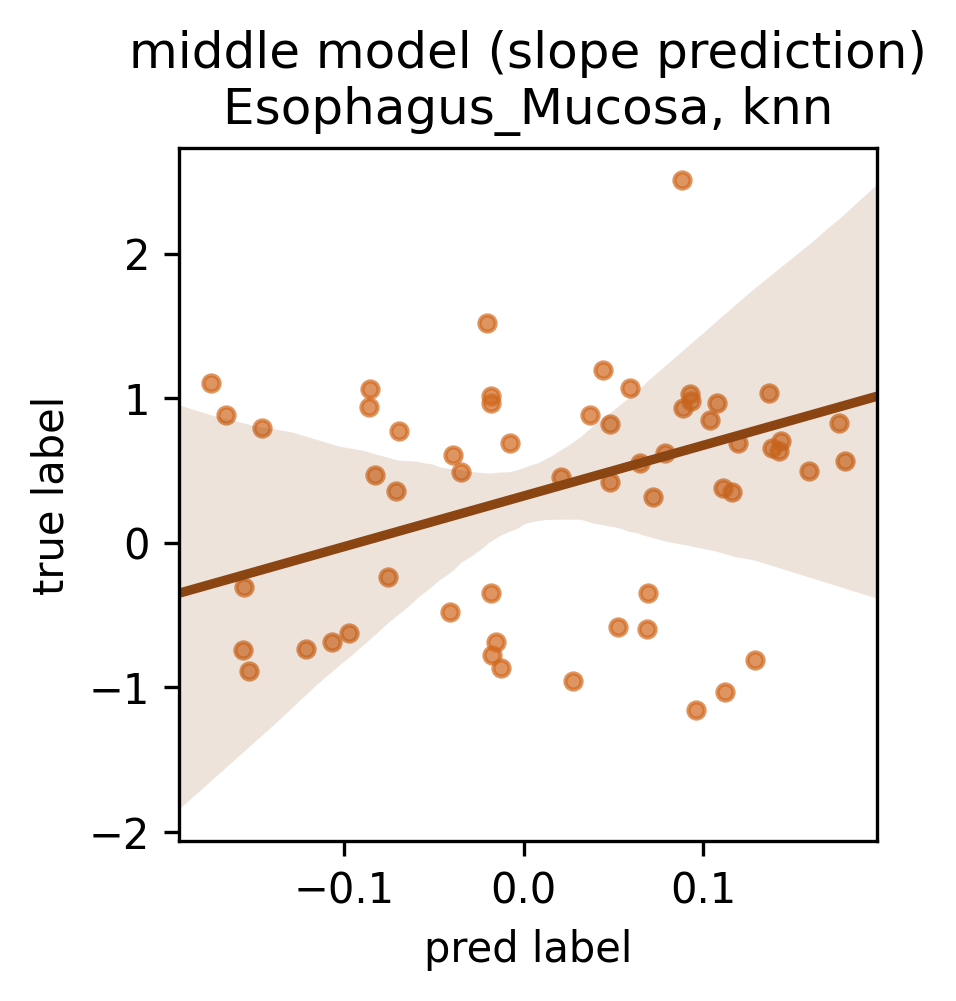 middle model (slope prediction)
Esophagus_Mucosa, knn
2
1
0
−1
−2
true label
−0.1
0.0
0.1
pred label